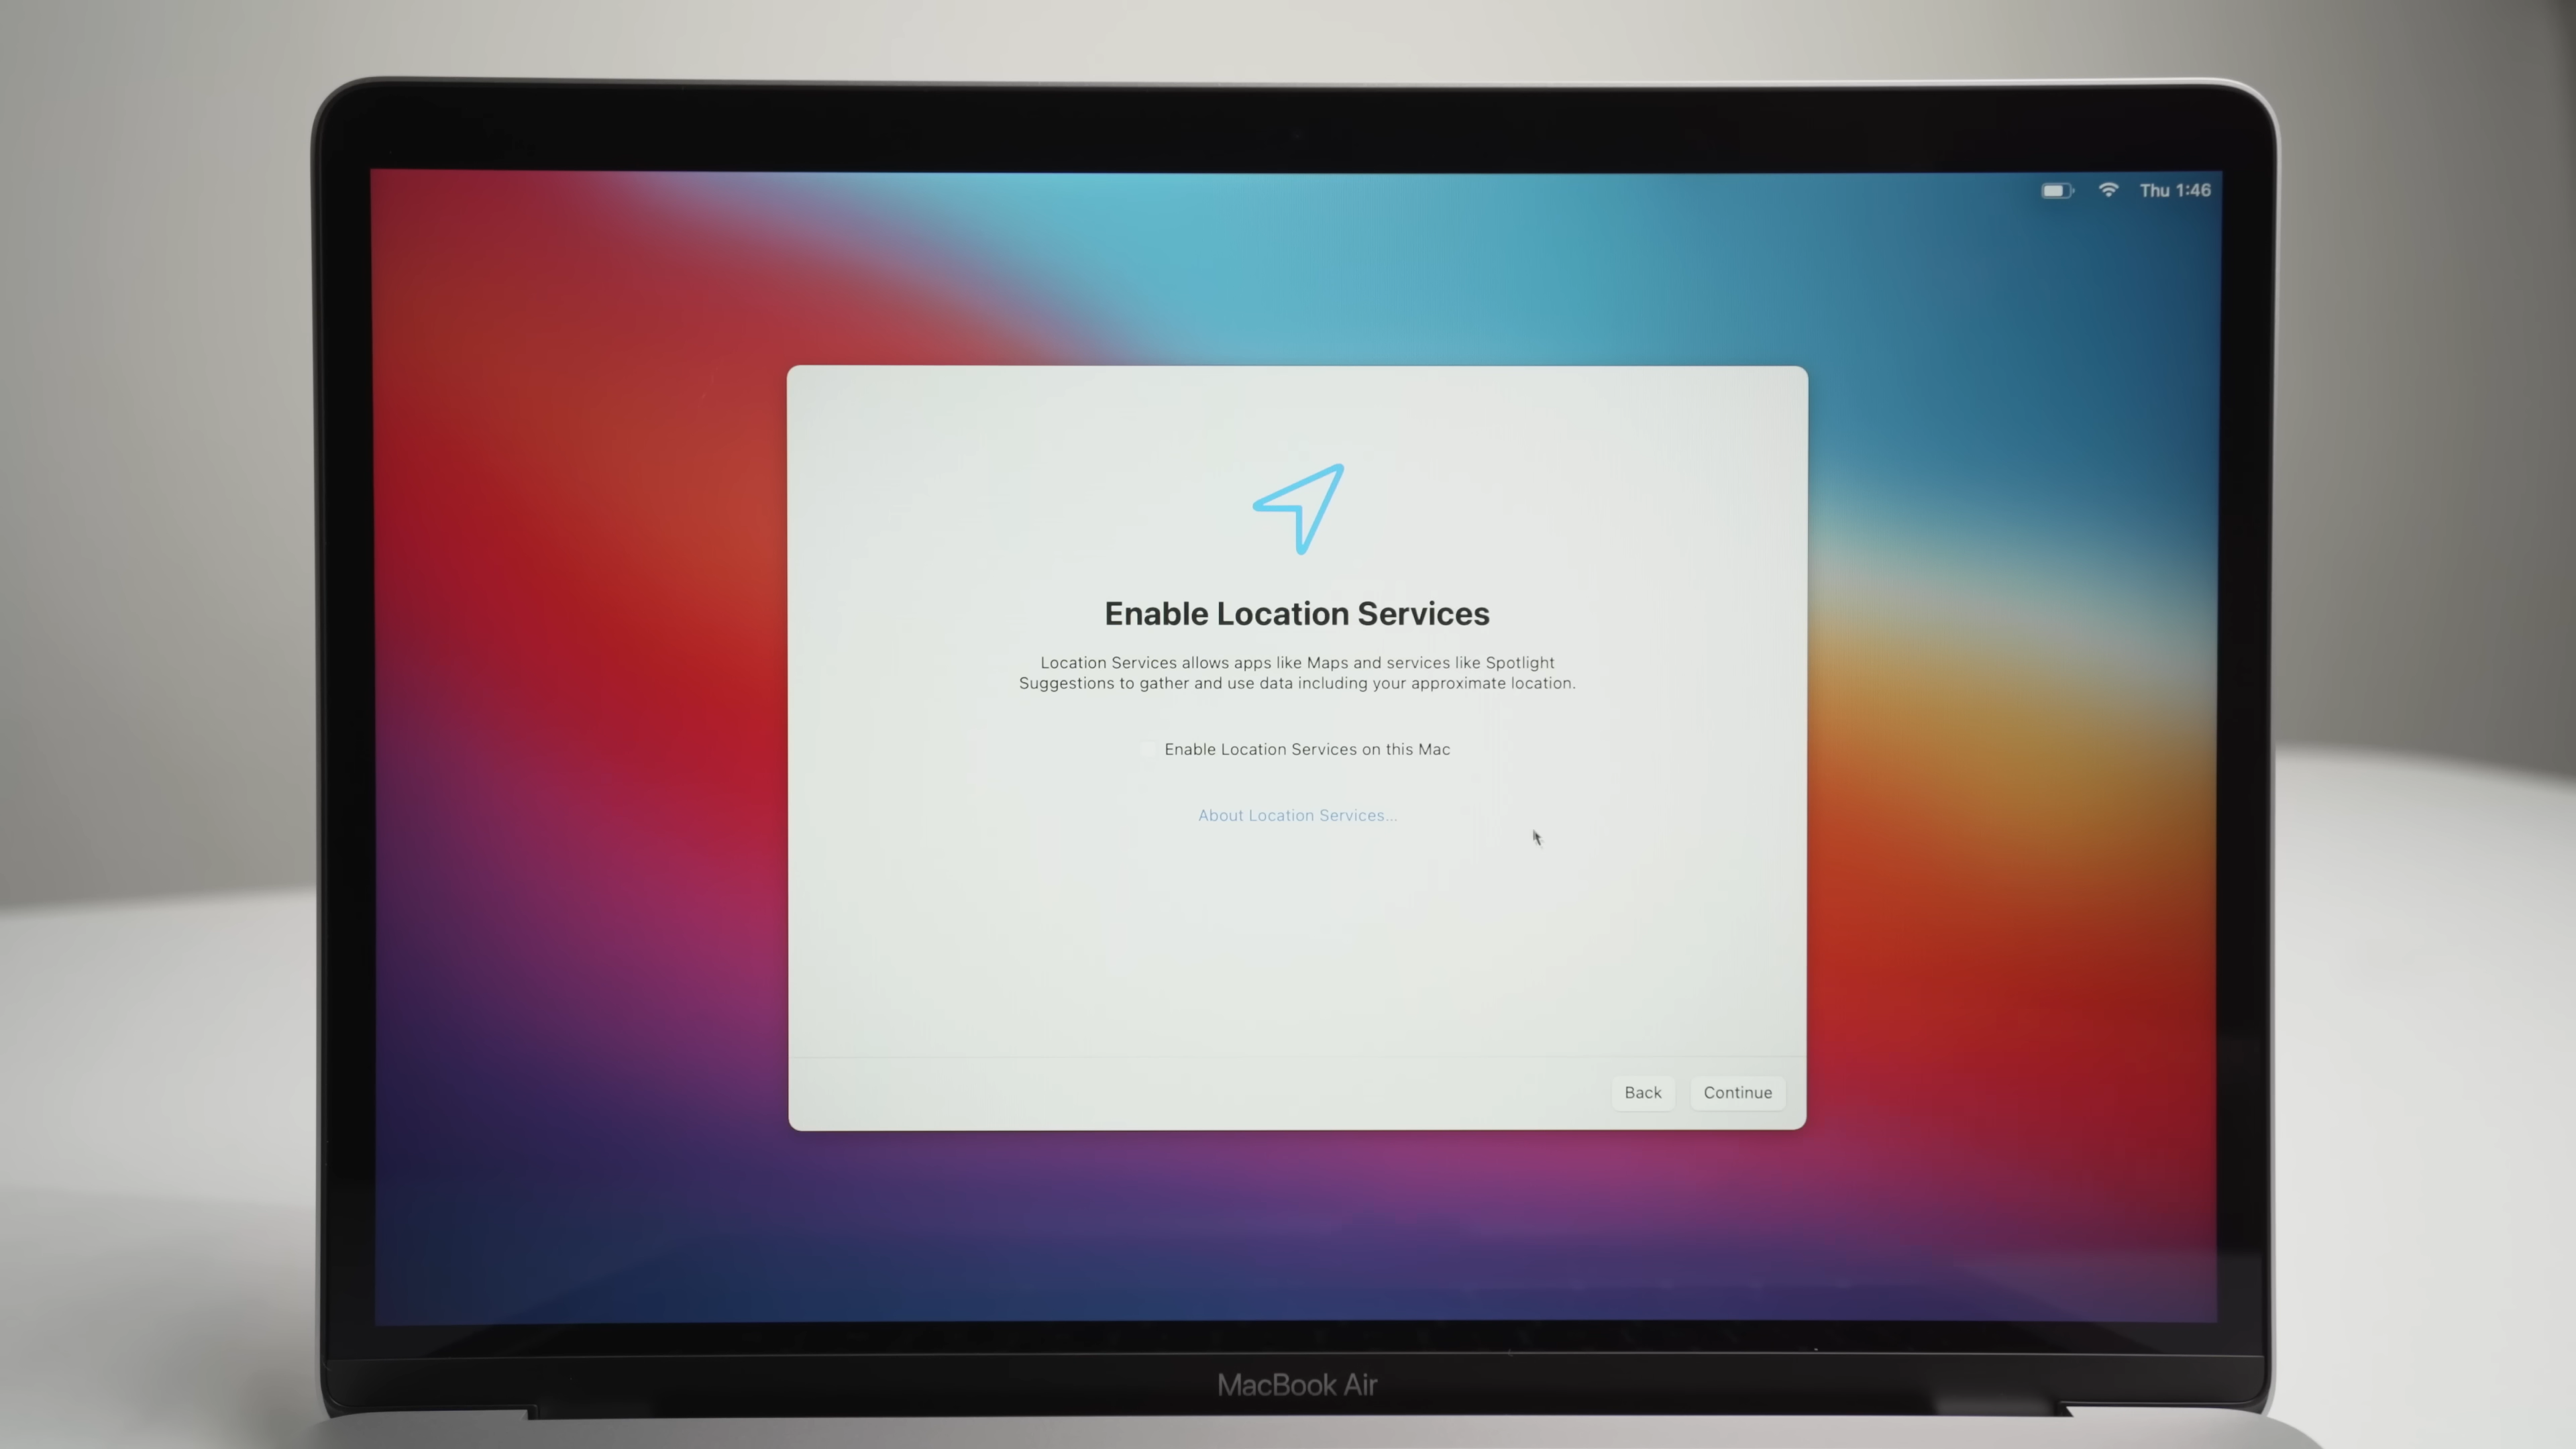 Thu 1:46
Enable Location Services
Location Services allows apps like Maps and services like Spotlight
Suggestions to gather and use data including your approximate location.
Enable Location Services on this Mac
About Location Services...
Back
Continue
MacBook Air